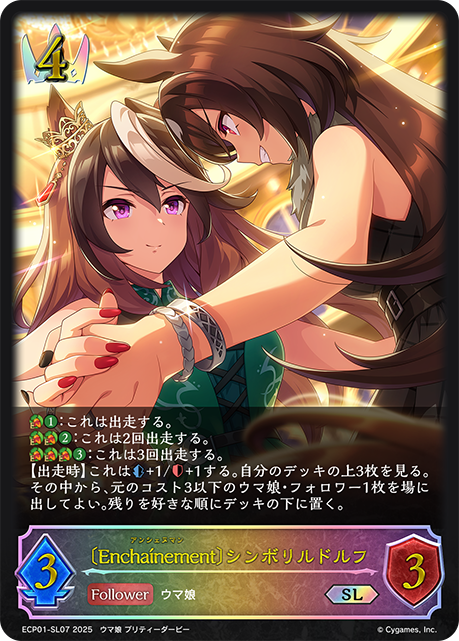 4
1：これは出走する。
2：これは2回出走する。
3：これは3回出走する。
【出走時】これは+1/+1する。自分のデッキの上3枚を見る。
その中から、元のコスト3以下のウマ娘・フォロワー1枚を場に
出してよい。残りを好きな順にデッキの下に置く。
アンシェヌマン
〔Enchaínement〕シンボリルドルフ
3
Follower ウマ娘
SL
3
ECP01-SL07 2025 ウマ娘 プリティーダービー
© Cygames, Inc.